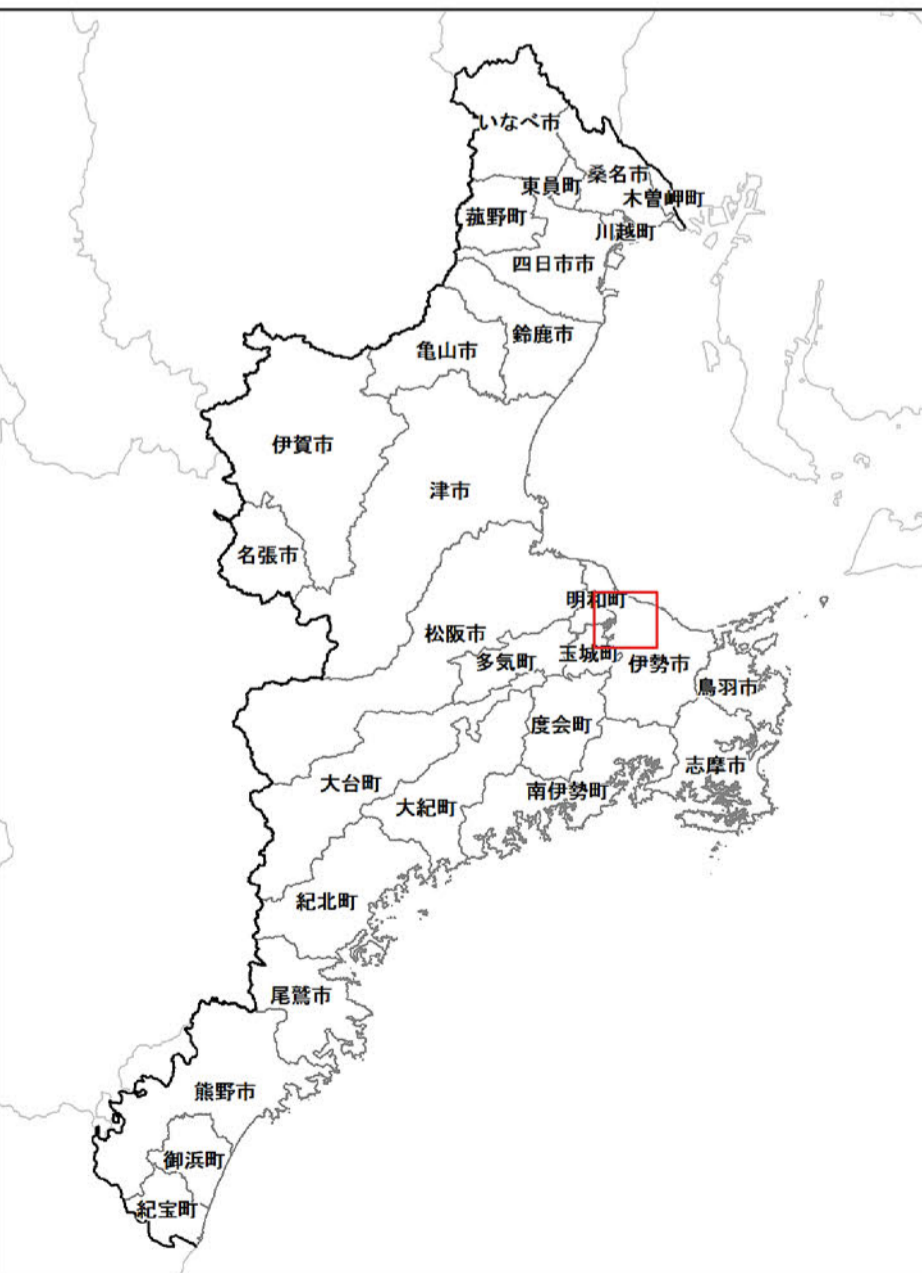 いなべ市
桑名市
東員町
木曽岬町
菰野町
川越町
四日市市
鈴鹿市
亀山市
伊賀市
津市
名張市
明和町
松阪市
多気町
玉城町
伊勢市
鳥羽市
度会町
志摩市
大台町
南伊勢町
大紀町
紀北町
尾鷲市
熊野市
御浜町
紀宝町